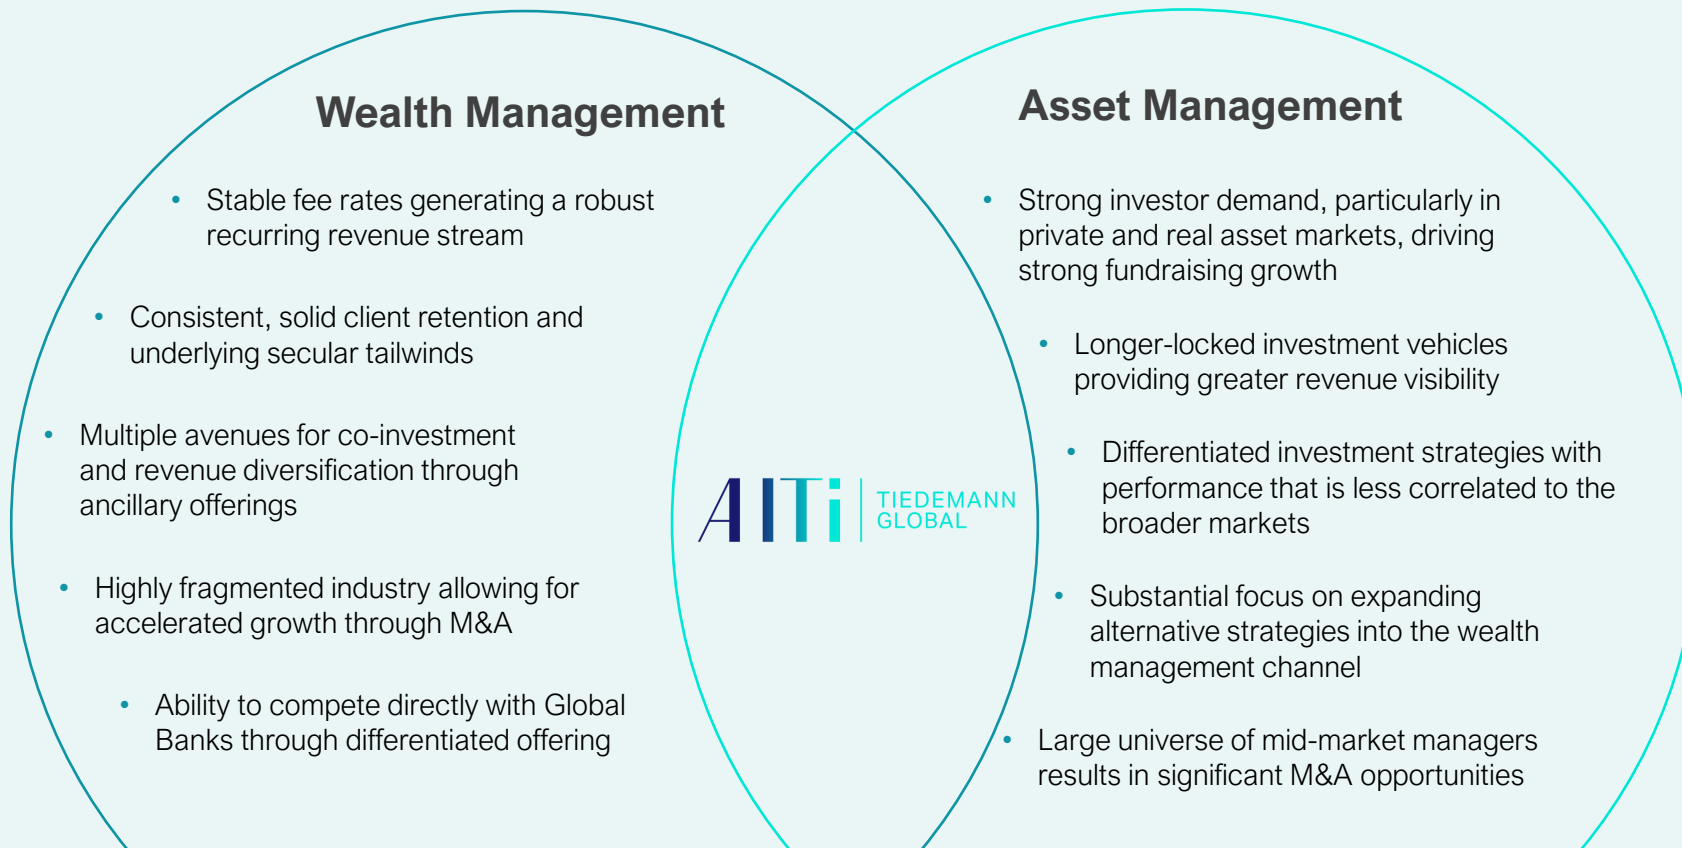 Wealth Management
• Stable fee rates generating a robust
recurring revenue stream
• Consistent, solid client retention and
underlying secular tailwinds
• Multiple avenues for co-investment
and revenue diversification through
ancillary offerings
• Highly fragmented industry allowing for
accelerated growth through M&A
• Ability to compete directly with Global
Banks through differentiated offering
AlTi
TIEDEMANN
GLOBAL
Asset Management
• Strong investor demand, particularly in
private and real asset markets, driving
strong fundraising growth
• Longer-locked investment vehicles
providing greater revenue visibility
• Differentiated investment strategies with
performance that is less correlated to the
broader markets
• Substantial focus on expanding
alternative strategies into the wealth
management channel
• Large universe of mid-market managers
results in significant M&A opportunities